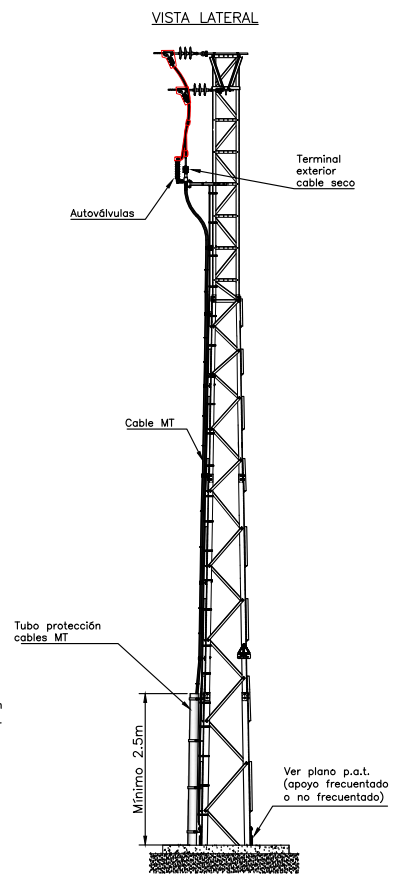 VISTA LATERAL
Terminal
exterior
cable seco
Autoválvulas
Cable MT
Tubo protección
cables MT
Mínimo 2.5m
Ver plano p.a.t.
(apoyo frecuentado
o no frecuentado)